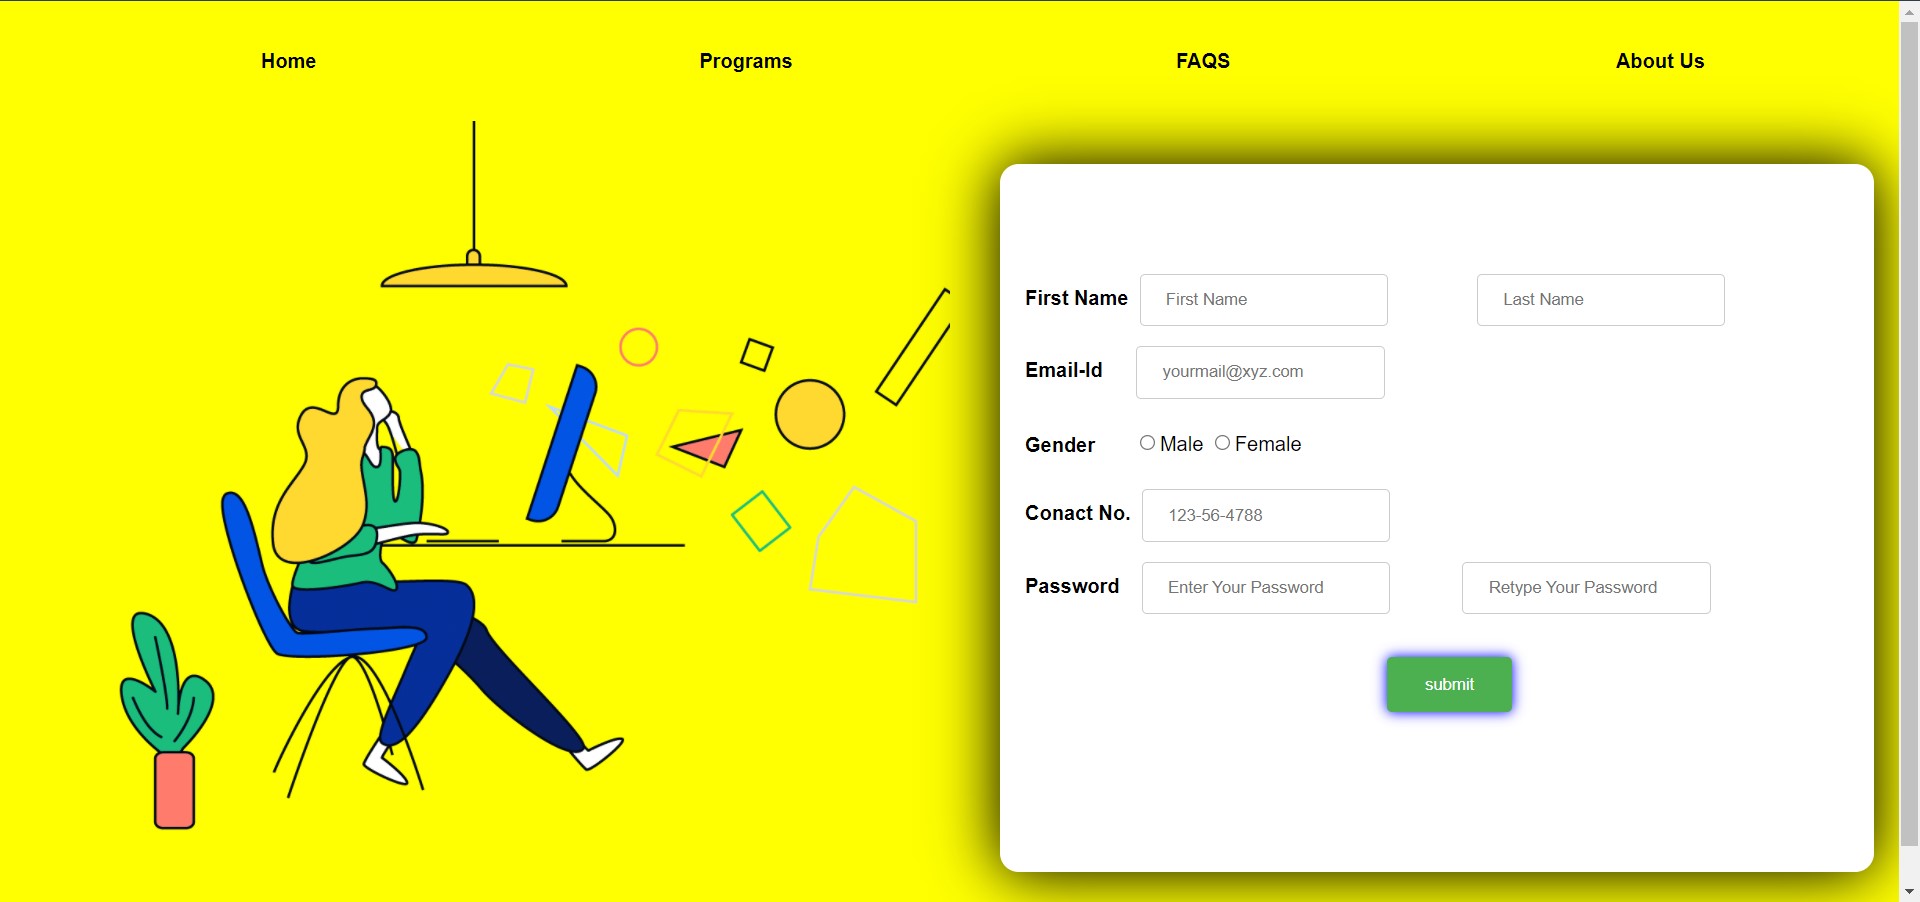 Home Programs FAQS About Us
First Name First Name Last Name
Email-Id yourmail@xyz.com
Gender Male Female
Conact No. 123-56-4788
Password Enter Your Password Retype Your Password
submit